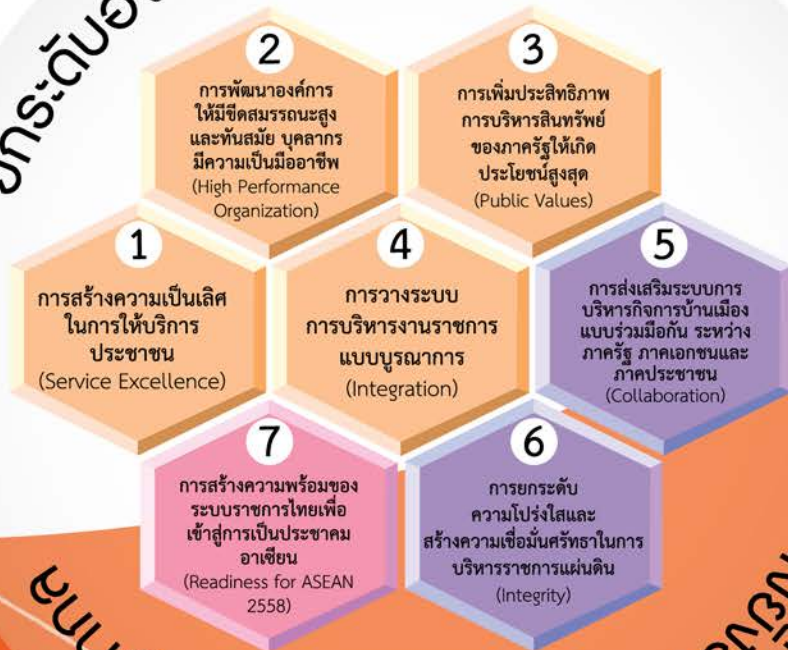 1
การสร้างความเป็นเลิศ
ในการให้บริการ
ประชาชน
(Service Excellence)
2
การพัฒนาองค์การ
ให้มีขีดสมรรถนะสูง
และทันสมัย บุคลากร
มีความเป็นมืออาชีพ
(High Performance
Organization)
3
การเพิ่มประสิทธิภาพ
การบริหารสินทรัพย์
ของภาครัฐให้เกิด
ประโยชน์สูงสุด
(Public Values)
4
การวางระบบ
การบริหารงานราชการ
แบบบูรณาการ
(Integration)
5
การส่งเสริมระบบการ
บริหารกิจการบ้านเมือง
แบบร่วมมือกัน ระหว่าง
ภาครัฐ ภาคเอกชนและ
ภาคประชาชน
(Collaboration)
6
การยกระดับ
ความโปร่งใสและ
สร้างความเชื่อมั่นศรัทธาในการ
บริหารราชการแผ่นดิน
(Integrity)
7
การสร้างความพร้อมของ
ระบบราชการไทยเพื่อ
เข้าสู่การเป็นประชาคม
อาเซียน
(Readiness for ASEAN
2558)